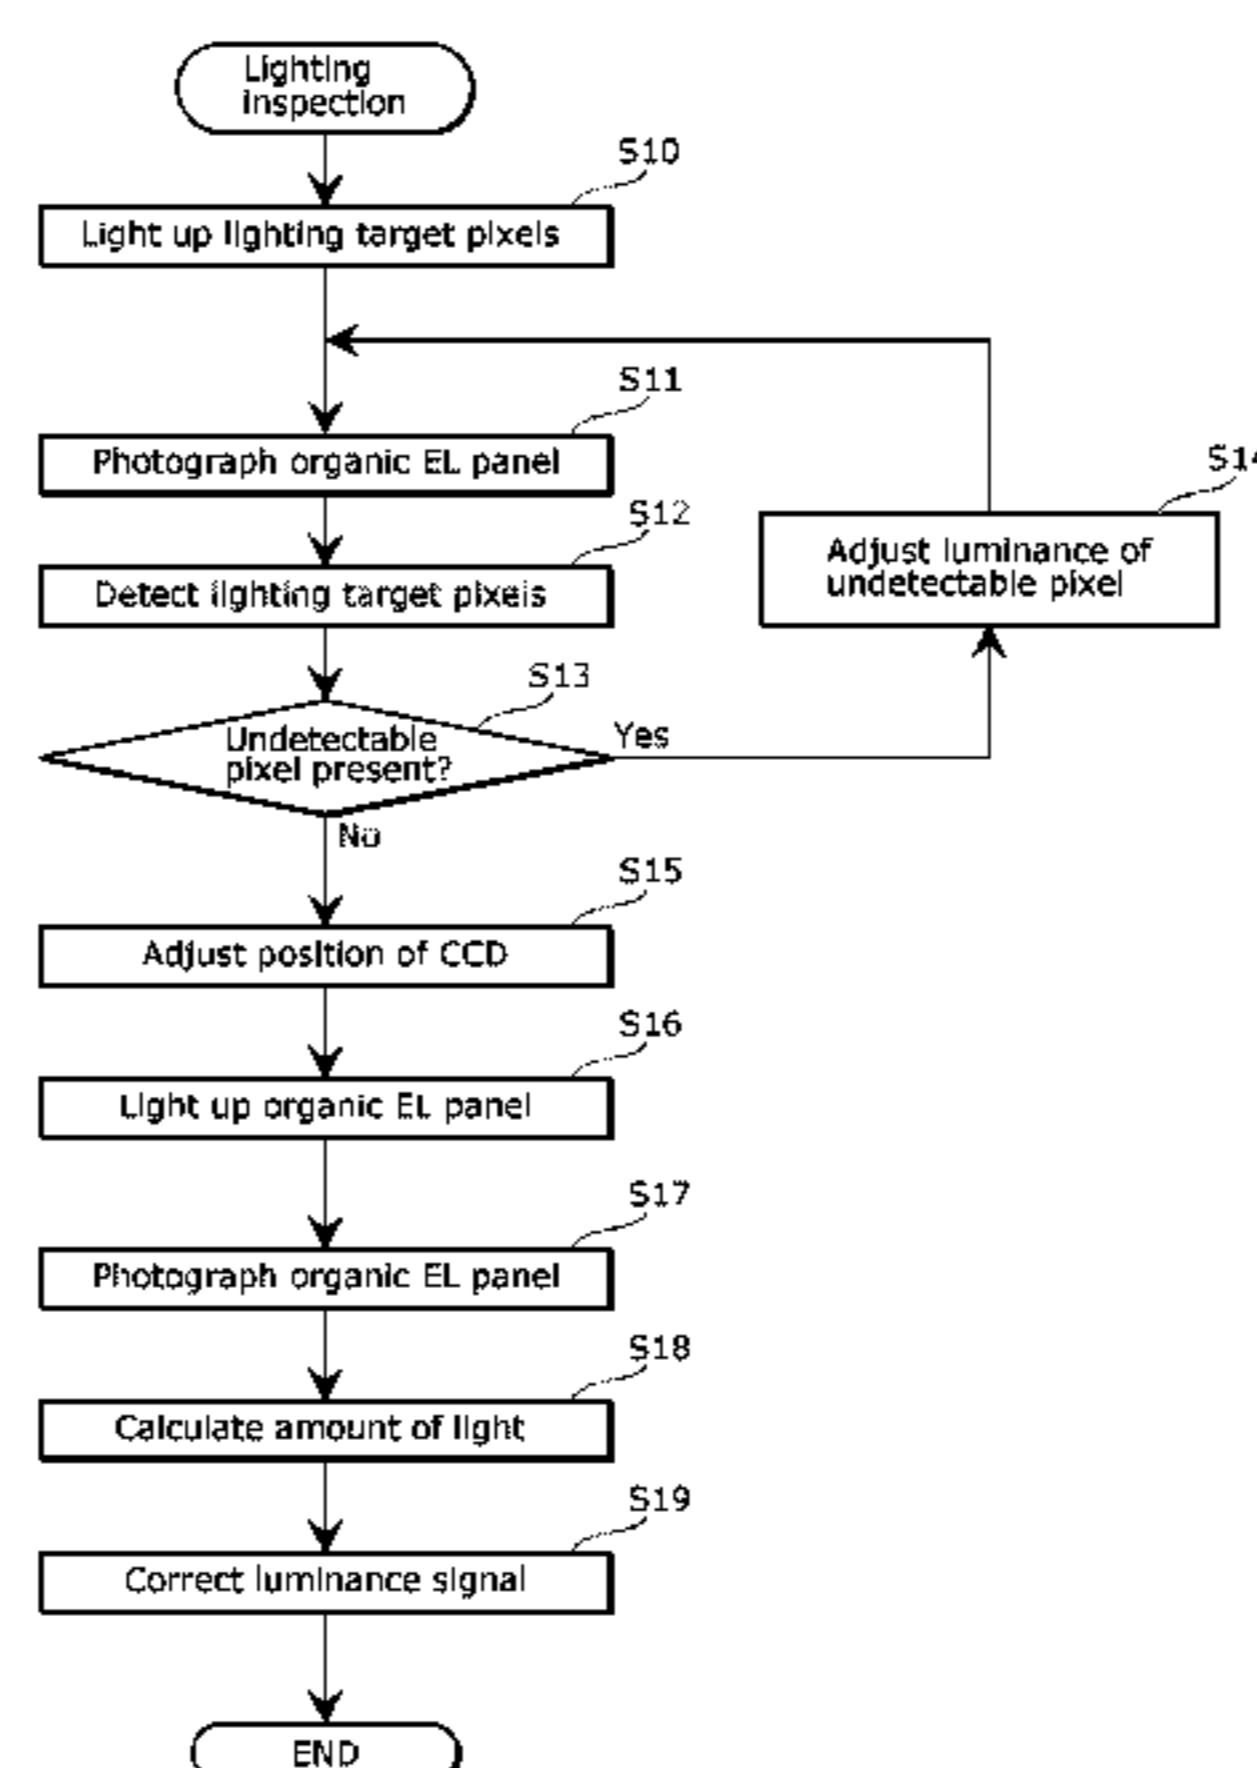 Lighting
inspection
S10
Light up lighting target pixels
S11
Photograph organic EL panel
S12
Detect lighting target pixels
S13
Undetectable
pixel present?
Yes
No
S14
Adjust luminance of
undetectable pixel
S15
Adjust position of CCD
S16
Light up organic EL panel
S17
Photograph organic EL panel
S18
Calculate amount of light
S19
Correct luminance signal
END